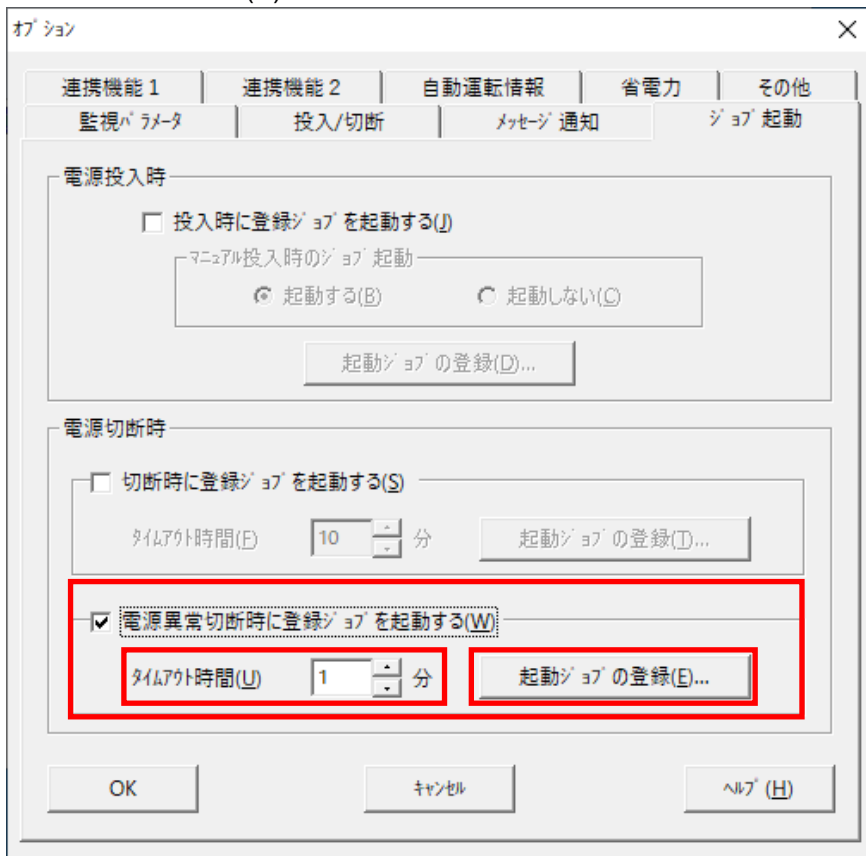 ｵﾌﾟｼｮﾝ
連携機能１ 連携機能２ 自動運転情報 省電力 その他
監視ﾊﾟﾗﾒｰﾀ 投入/切断 ﾒｯｾｰｼﾞ通知 ｼﾞｮﾌﾞ起動
電源投入時
投入時に登録ｼﾞｮﾌﾞを起動する(J)
ﾏﾆｭｱﾙ投入時のｼﾞｮﾌﾞ起動
起動する(B) 起動しない(C)
起動ｼﾞｮﾌﾞの登録(D)...
電源切断時
切断時に登録ｼﾞｮﾌﾞを起動する(S)
ﾀｲﾑｱｳﾄ時間(F) 10 分 起動ｼﾞｮﾌﾞの登録(T)...
電源異常切断時に登録ｼﾞｮﾌﾞを起動する(W)
ﾀｲﾑｱｳﾄ時間(U) 1 分 起動ｼﾞｮﾌﾞの登録(E)...
OK ｷｬﾝｾﾙ ﾍﾙﾌﾟ(H)